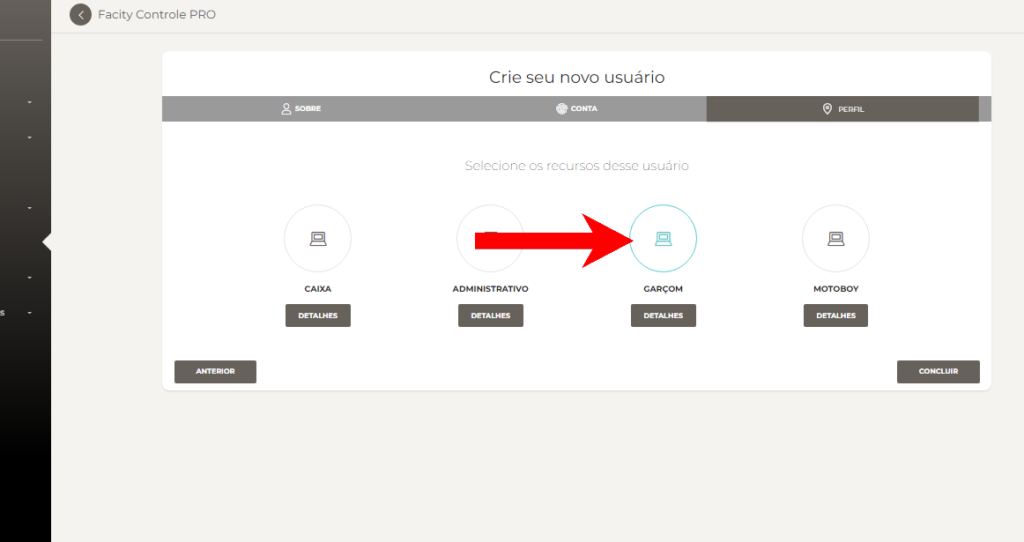 Facity Controle PRO
Crie seu novo usuário
SOBRE
CONTA
PERFIL
Selecione os recursos desse usuário
CAIXA
ADMINISTRATIVO
GARÇOM
MOTOBOY
DETALHES
DETALHES
DETALHES
DETALHES
s
ANTERIOR
CONCLUIR